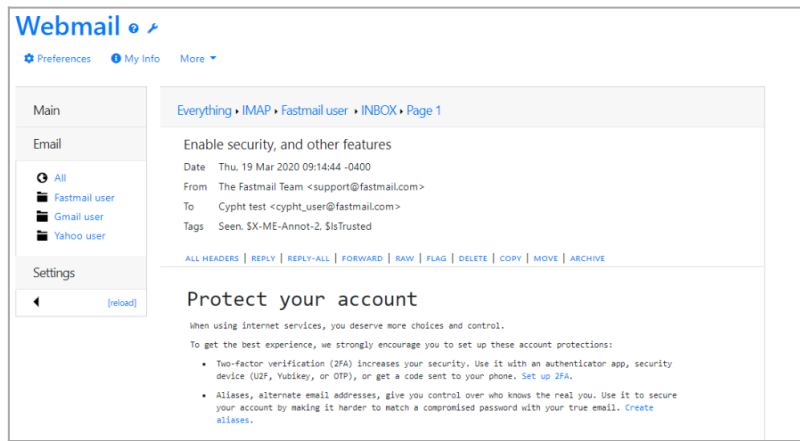 Webmail
Preferences My Info More
Main
Email
All
Fastmail user
Gmail user
Yahoo user
Settings
[reload]
Everything IMAP Fastmail user INBOX Page 1
Enable security, and other features
Date Thu, 19 Mar 2020 09:14:44 -0400
From The Fastmail Team <support@fastmail.com>
To Cypht test <cypht_user@fastmail.com>
Tags Seen, $X-ME-Annot-2, $IsTrusted
ALL HEADERS | REPLY | REPLY-ALL | FORWARD | RAW | FLAG | DELETE | COPY | MOVE | ARCHIVE
Protect your account
When using internet services, you deserve more choices and control.
To get the best experience, we strongly encourage you to set up these account protections:
• Two-factor verification (2FA) increases your security. Use it with an authenticator app, security
device (U2F, Yubikey, or OTP), or get a code sent to your phone. Set up 2FA.
• Aliases, alternate email addresses, give you control over who knows the real you. Use it to secure
your account by making it harder to match a compromised password with your true email. Create
aliases.